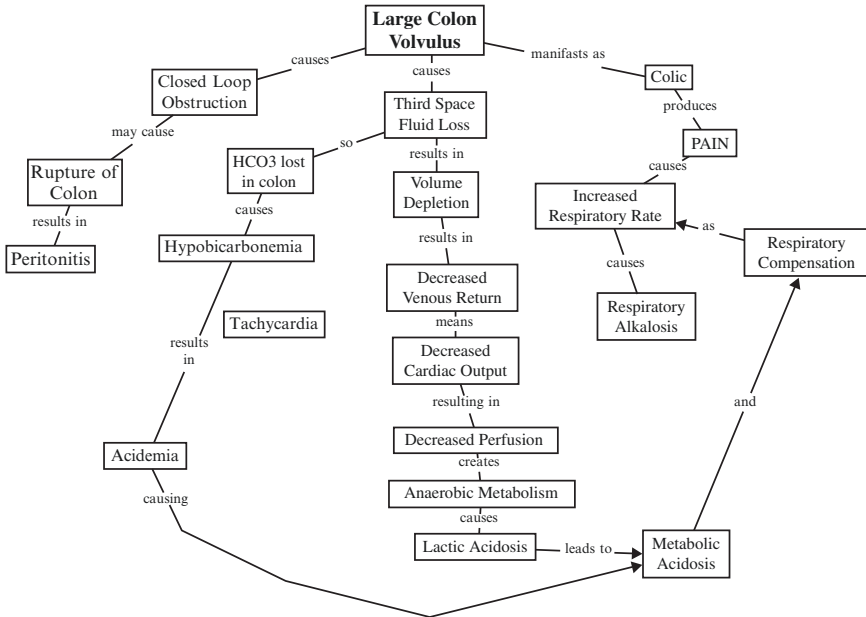 Large Colon
Volvulus
causes
causes
manifests as
Closed Loop
Obstruction
Third Space
Fluid Loss
Colic
produces
may cause
so
results in
PAIN
HCO3 lost
in colon
causes
Rupture of
Colon
Volume
Depletion
Increased
Respiratory Rate
results in
causes
as
Respiratory
Compensation
Peritonitis
Hypobicarbonemia
results in
causes
Decreased
Venous Return
Respiratory
Alkalosis
Tachycardia
means
results
in
Decreased
Cardiac Output
resulting in
and
Decreased Perfusion
Acidemia
creates
causing
Anaerobic Metabolism
causes
Lactic Acidosis
leads to
Metabolic
Acidosis